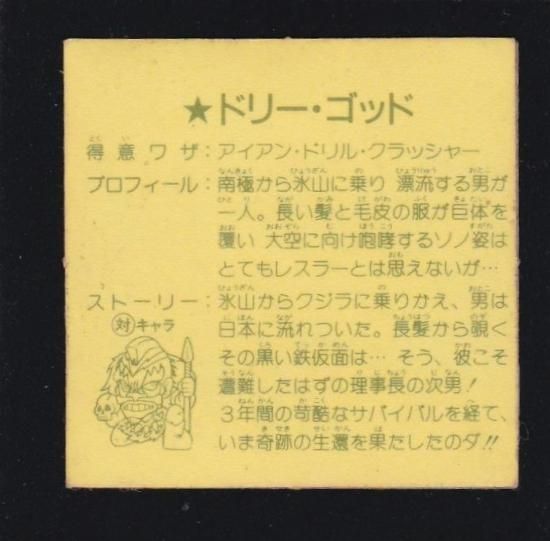 ★ドリー・ゴッド
得意ワザ：アイアン・ドリル・クラッシャー
プロフィール：南極から氷山に乗り 漂流する男が
一人。長い髪と毛皮の服が巨体を
覆い 大空に向け咆哮するソノ姿は
とてもレスラーとは思えないが…
ストーリー：氷山からクジラに乗りかえ、男は
対キャラ
日本に流れついた。長髪から覗く
その黒い鉄仮面は…そう、彼こそ
遭難したはずの理事長の次男！
3年間の苛酷なサバイバルを経て、
いま奇跡の生還を果たしたのダ!!